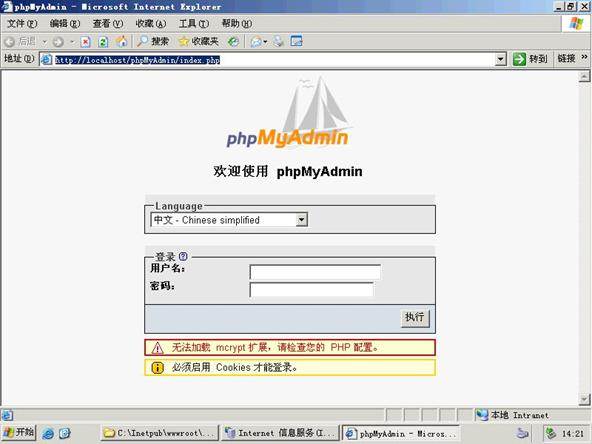 phpMyAdmin - Microsoft Internet Explorer
文件(F) 编辑(E) 查看(V) 收藏(A) 工具(T) 帮助(H)
后退 搜索 收藏夹
地址(D) http://localhost/phpMyAdmin/index.php 转到 链接 »
phpMyAdmin
欢迎使用 phpMyAdmin
Language
中文 - Chinese simplified
登录
用户名:
密码:
执行
无法加载 mcrypt 扩展，请检查您的 PHP 配置。
必须启用 Cookies 才能登录。
本地 Intranet
开始 C:\Inetpub\wwwroot\... Internet 信息服务(I... phpMyAdmin - Micros... 14:21